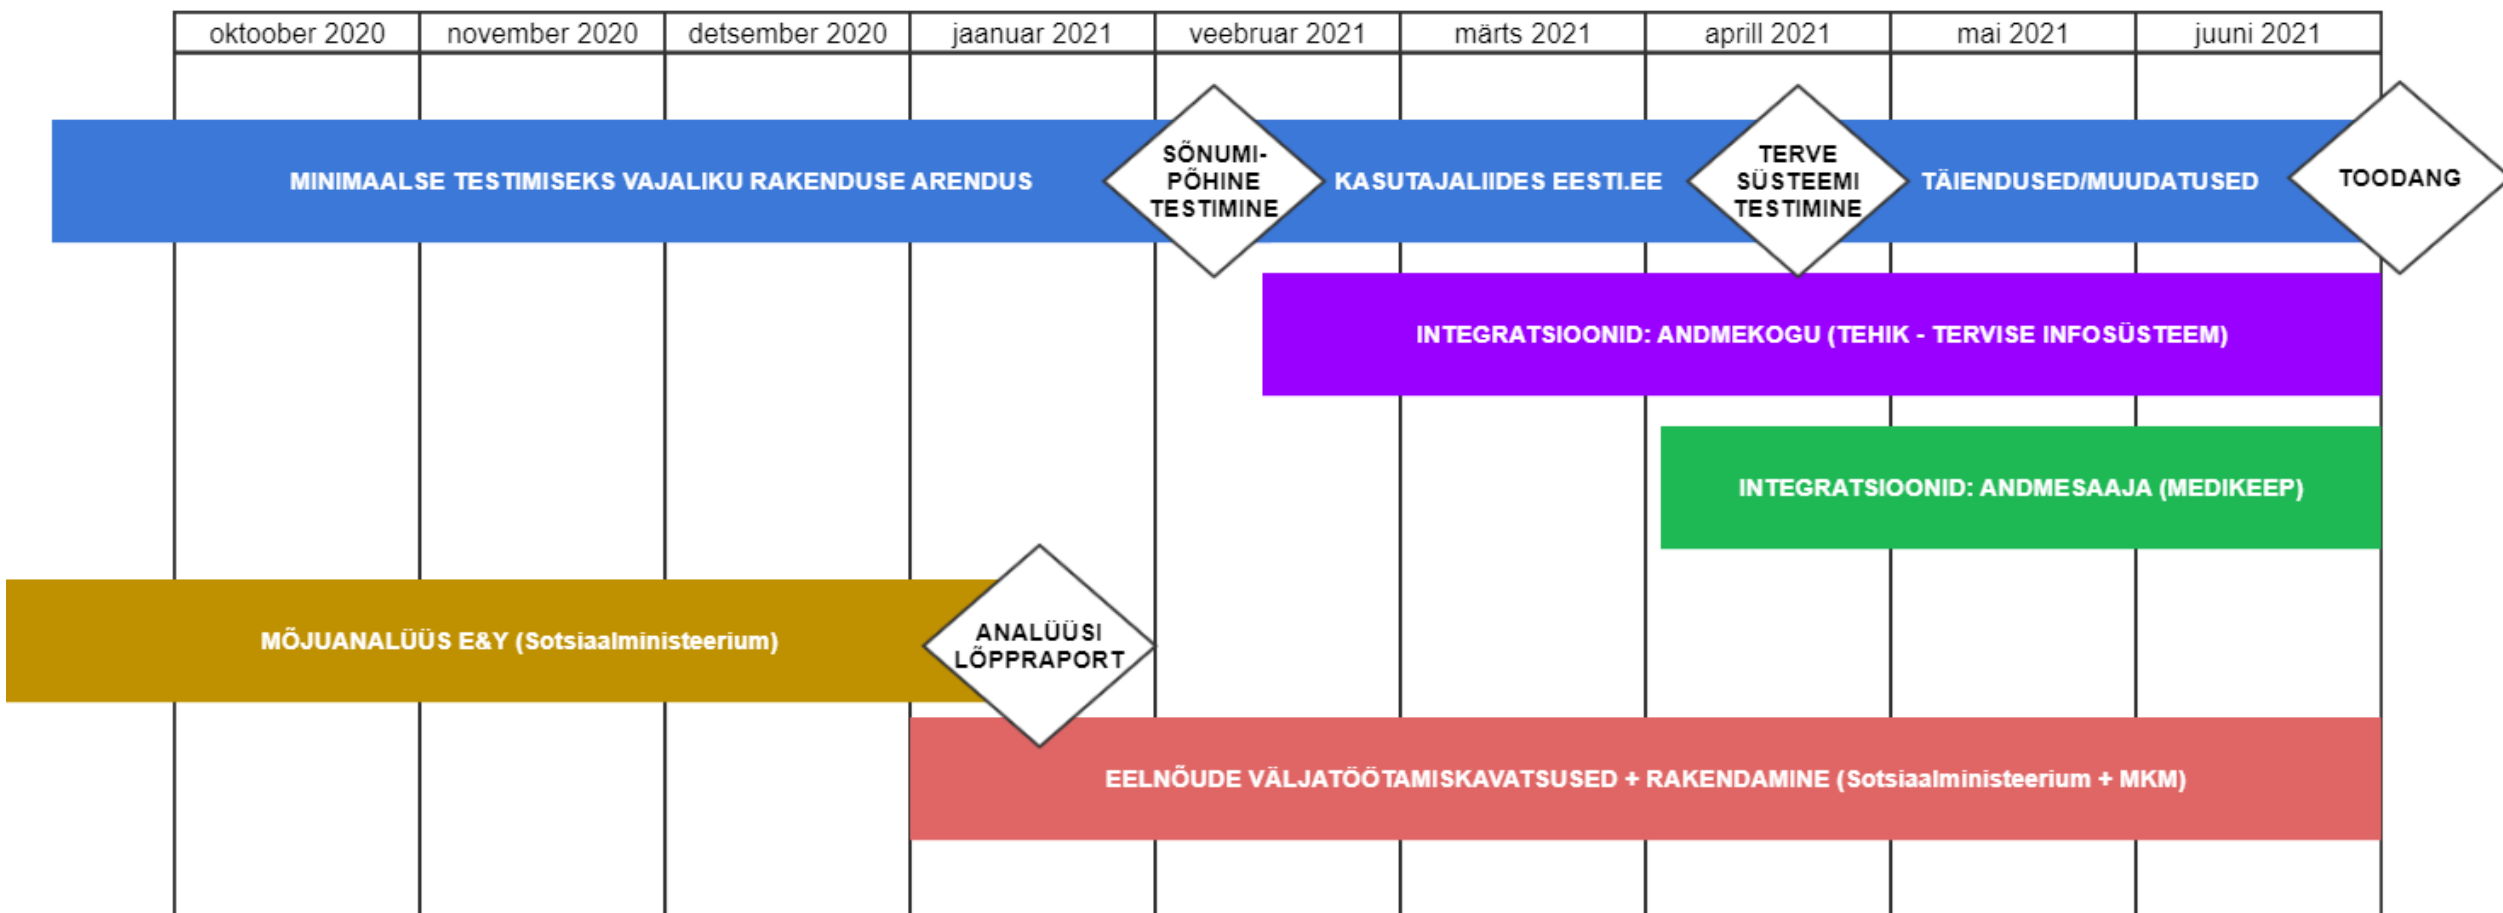 oktoober 2020
november 2020
detsember 2020
jaanuar 2021
veebruar 2021
märts 2021
aprill 2021
mai 2021
juuni 2021
MINIMAALSE TESTIMISEKS VAJALIKU RAKENDUSE ARENDUS
SÕNUMI-
PÕHINE
TESTIMINE
KASUTAJALIIDES EESTI.EE
TERVE
SÜSTEEMI
TESTIMINE
TÄIENDUSED/MUUDATUSED
TOODANG
INTEGRATSIOONID: ANDMEKOGU (TEHIK - TERVISE INFOSÜSTEEM)
INTEGRATSIOONID: ANDMESAAJA (MEDIKEEP)
MÕJUANALÜÜS E&Y (Sotsiaalministeerium)
ANALÜÜSI
LÕPPRAPORT
EELNÕUDE VÄLJATÖÖTAMISKAVATSUSED + RAKENDAMINE (Sotsiaalministeerium + MKM)